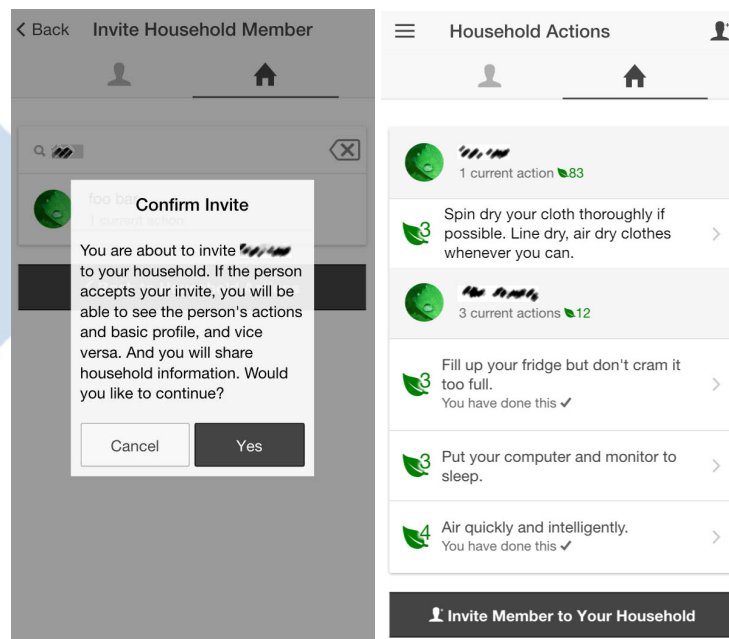 Back Invite Household Member
foo bar
1 current action
Confirm Invite
You are about to invite
to your household. If the person
accepts your invite, you will be
able to see the person's actions
and basic profile, and vice
versa. And you will share
household information. Would
you like to continue?
Cancel Yes
Household Actions
1 current action 83
3
Spin dry your cloth thoroughly if
possible. Line dry, air dry clothes
whenever you can.
3 current actions 12
3
Fill up your fridge but don't cram it
too full.
You have done this ✓
3
Put your computer and monitor to
sleep.
4
Air quickly and intelligently.
You have done this ✓
Invite Member to Your Household